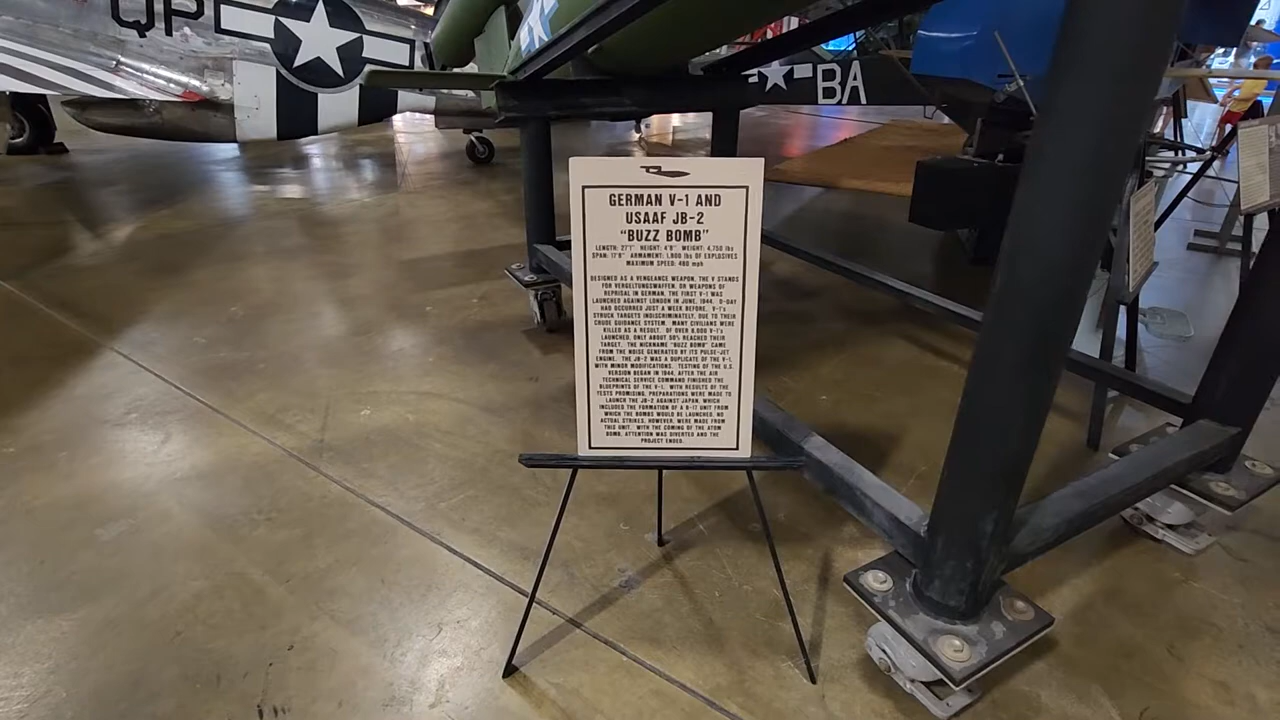 QP
BA
GERMAN V-1 AND
USAAF JB-2
"BUZZ BOMB"
LENGTH: 27'1" HEIGHT: 4'8" WEIGHT: 4,750 lbs
SPAN: 17'8" ARMAMENT: 1,800 lbs OF EXPLOSIVES
MAXIMUM SPEED: 400 mph
DESIGNED AS A VENGEANCE WEAPON, THE V STANDS
FOR VERGELTUNGSWAFFEN, OR WEAPONS OF
REPRISAL IN GERMAN, THE FIRST V-1 WAS
LAUNCHED AGAINST LONDON IN JUNE, 1944. D-DAY
HAD OCCURRED JUST A WEEK BEFORE. V-1's
STRUCK TARGETS INDISCRIMINATELY, DUE TO THEIR
CRUDE GUIDANCE SYSTEM. MANY CIVILIANS WERE
KILLED AS A RESULT. OF OVER 8,000 V-1's
LAUNCHED, ONLY ABOUT 50% REACHED THEIR
TARGET. THE NICKNAME "BUZZ BOMB" CAME
FROM THE NOISE GENERATED BY ITS PULSE-JET
ENGINE. THE JB-2 WAS A DUPLICATE OF THE V-1,
WITH MINOR MODIFICATIONS. TESTING OF THE U.S.
VERSION BEGAN IN 1944, AFTER THE AIR
TECHNICAL SERVICE COMMAND FINISHED THE
BLUEPRINTS OF THE V-1. WITH RESULTS OF THE
TESTS PROMISING, PREPARATIONS WERE MADE TO
LAUNCH THE JB-2 AGAINST JAPAN, WHICH
INCLUDES THE FORMATION OF A B-17 UNIT FROM
WHICH THE BOMBS WOULD BE LAUNCHED. NO
ACTUAL STRIKES, HOWEVER, WERE MADE FROM
THIS UNIT. WITH THE COMING OF THE ATOM
BOMB, ATTENTION WAS DIVERTED AND THE
PROJECT ENDED.